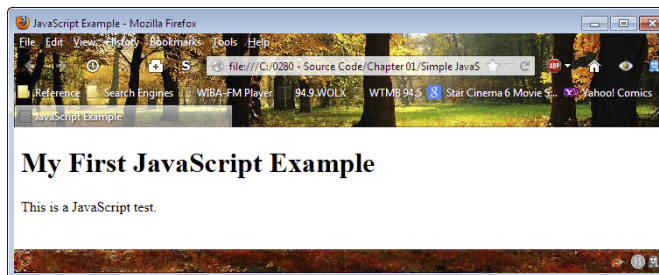 JavaScript Example - Mozilla Firefox
File Edit View History Bookmarks Tools Help
S file:///C:/0280 - Source Code/Chapter 01/Simple JavaS C ABP
Reference Search Engines WIBA-FM Player 94.9.WOLX WTMB 94.5 8 Star Cinema 6 Movie S... Yahoo! Comics
JavaScript Example
My First JavaScript Example
This is a JavaScript test.